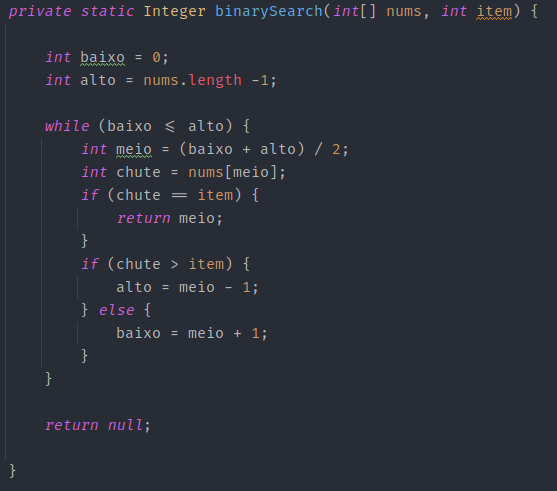 private static Integer binarySearch(int[] nums, int item) {
int baixo = 0;
int alto = nums.length -1;
while (baixo <= alto) {
int meio = (baixo + alto) / 2;
int chute = nums[meio];
if (chute == item) {
return meio;
}
if (chute > item) {
alto = meio - 1;
} else {
baixo = meio + 1;
}
}
return null;
}